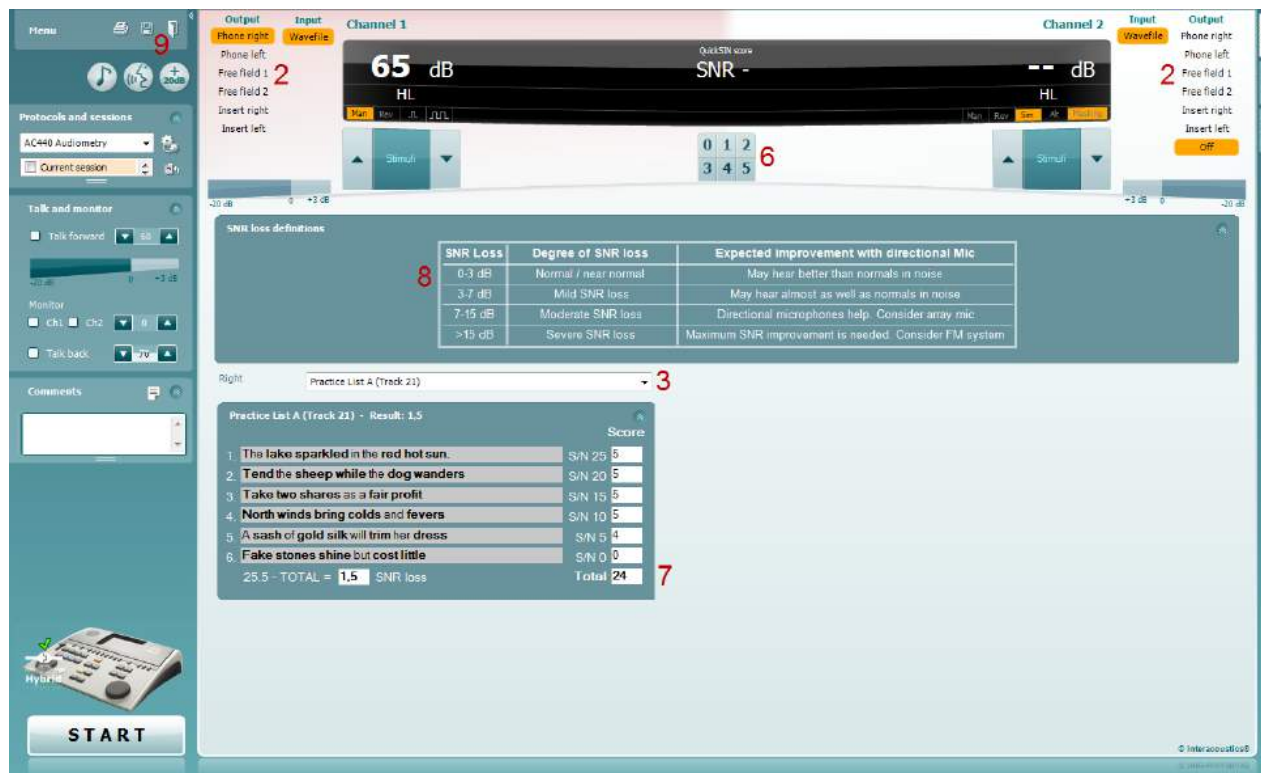 Menu
9
20dB
Protocols and sessions
AC440 Audiometry
Current session
Talk and monitor
Talk forward 60
-20 dB 0 +3 dB
Monitor
Ch1 Ch2 0
Talk back 70
Comments
Hybrid
START
Output Input Channel 1
Phone right Wavefile
Phone left
Free field 1 2
Free field 2
Insert right
Insert left
65 dB
HL
Man Rev
QuickSIN score
SNR -
Channel 2 Input Output
Wavefile Phone right
Phone left
2 Free field 1
Free field 2
Insert right
Insert left
Off
-- dB
HL
Man Rev Sim Alt
Stimuli
0 1 2
3 4 5
6
Stimuli
-20 dB 0 +3 dB
+3 dB 0 -20 dB
SNR loss definitions
8
SNR Loss Degree of SNR loss Expected improvement with directional Mic
0-3 dB Normal / near normal May hear better than normals in noise
3-7 dB Mild SNR loss May hear almost as well as normals in noise
7-15 dB Moderate SNR loss Directional microphones help. Consider array mic
>15 dB Severe SNR loss Maximum SNR improvement is needed. Consider FM system
Right Practice List A (Track 21) 3
Practice List A (Track 21) - Result: 1,5
Score
1. The lake sparkled in the red hot sun. S/N 25 5
2. Tend the sheep while the dog wanders S/N 20 5
3. Take two shares as a fair profit S/N 15 5
4. North winds bring colds and fevers S/N 10 5
5. A sash of gold silk will trim her dress S/N 5 4
6. Fake stones shine but cost little S/N 0 0
25.5 - TOTAL = 1,5 SNR loss Total 24 7
© Interacoustics®